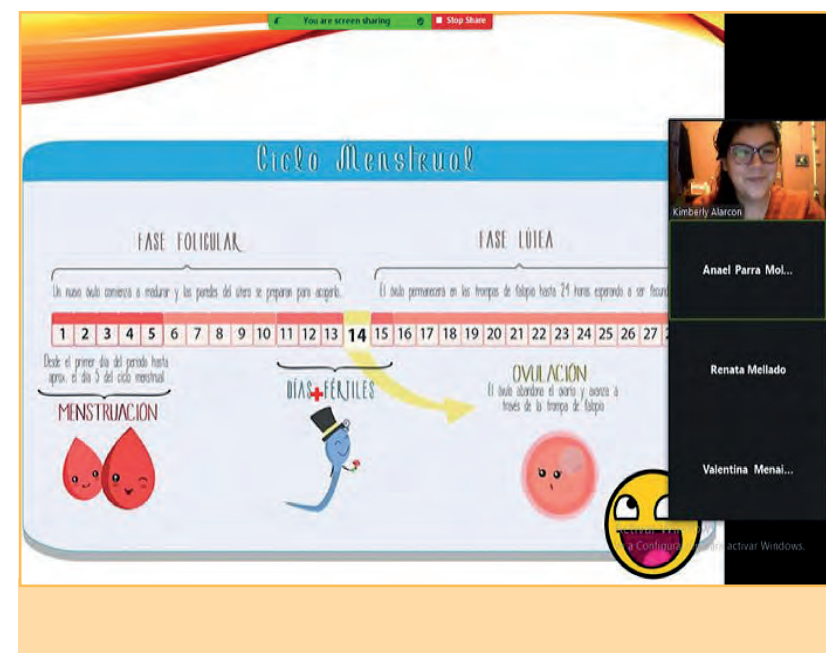 You are screen sharing
Stop Share
Ciclo Menstrual
FASE FOLICULAR
FASE LÚTEA
Un nuevo óvulo comienza a madurar y las paredes del útero se preparan para acogerlo.
El óvulo permanecerá en las trompas de falopio hasta 24 horas esperando a ser
1 2 3 4 5 6 7 8 9 10 11 12 13 14 15 16 17 18 19 20 21 22 23 24 25 26 27
Desde el primer día del periodo hasta
aprox. el día 5 del ciclo menstrual
MENSTRUACIÓN
DÍAS + FÉRTILES
OVULACIÓN
El óvulo abandona el ovario y avanza a
través de la trompa de falopio
Kimberly Alarcon
Anael Parra Mol...
Renata Mellado
Valentina Menai...
Activar Windows
activar Windows.